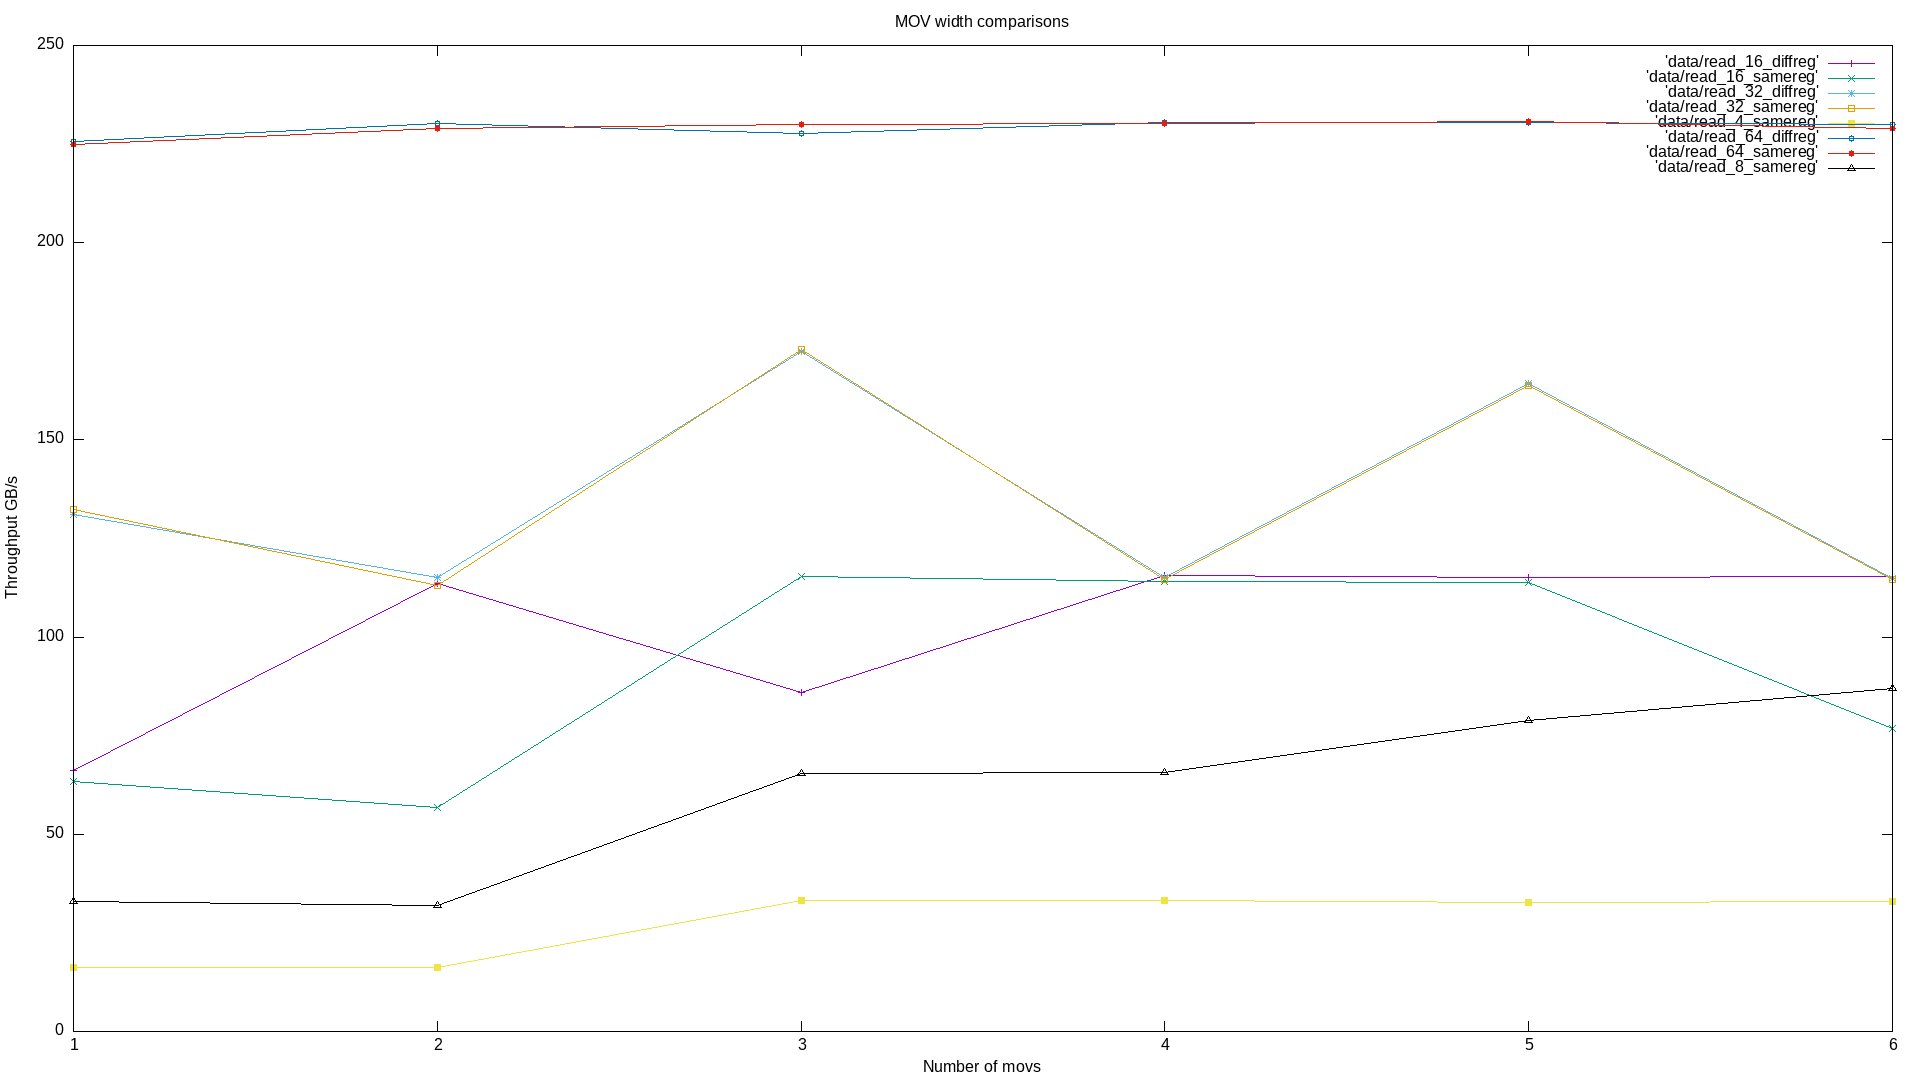 MOV width comparisons
250
200
150
100
50
0
Throughput GB/s
'data/read_16_diffreg'
'data/read_16_samereg'
'data/read_32_diffreg'
'data/read_32_samereg'
'data/read_4_samereg'
'data/read_64_diffreg'
'data/read_64_samereg'
'data/read_8_samereg'
1 2 3 4 5 6
Number of movs